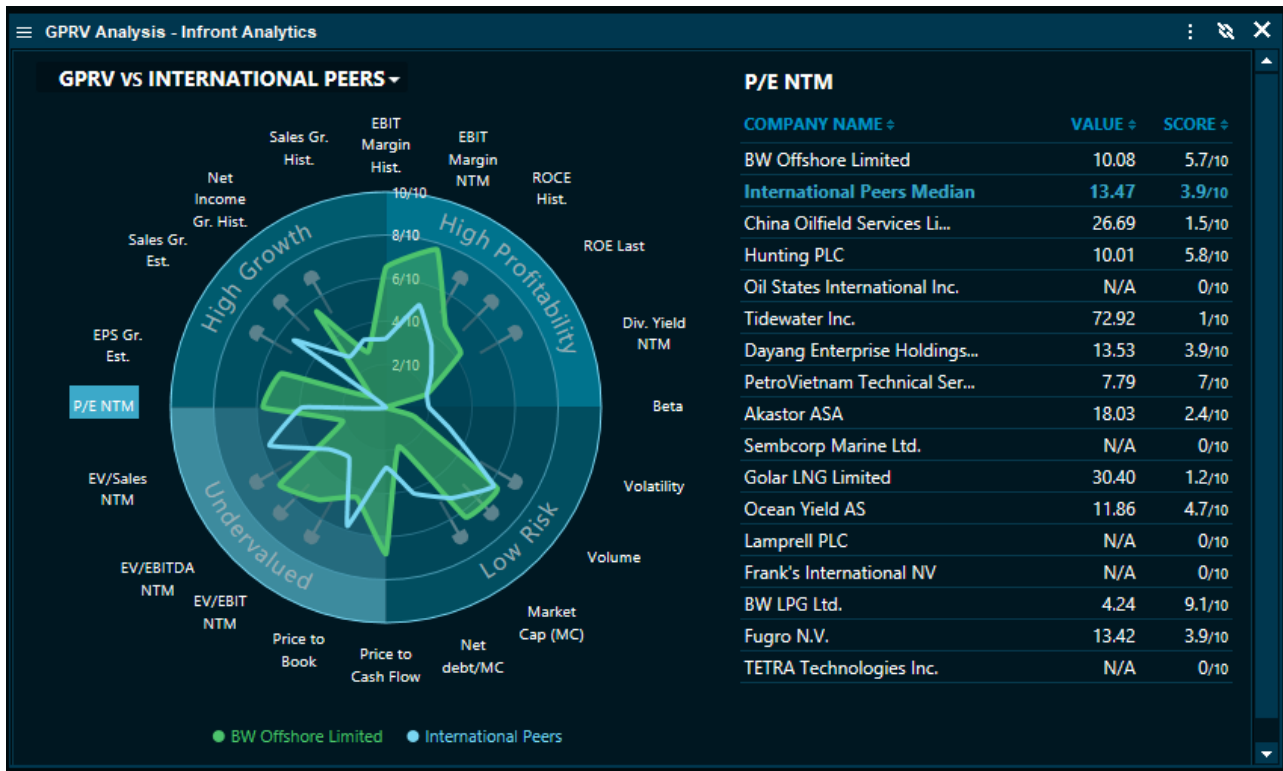 GPRV Analysis - Infront Analytics
GPRV VS INTERNATIONAL PEERS
Sales Gr.
Hist.
EBIT
Margin
Hist.
EBIT
Margin
NTM
ROCE
Hist.
ROE Last
Div. Yield
NTM
Beta
Volatility
Volume
Market
Cap (MC)
Net
debt/MC
Price to
Cash Flow
Price to
Book
EV/EBIT
NTM
EV/EBITDA
NTM
EV/Sales
NTM
P/E NTM
EPS Gr.
Est.
Sales Gr.
Est.
Net
Income
Gr. Hist.
10/10
8/10
6/10
4/10
2/10
High Growth
High Profitability
Low Risk
Undervalued
BW Offshore Limited
International Peers
P/E NTM
COMPANY NAME VALUE SCORE
BW Offshore Limited 10.08 5.7/10
International Peers Median 13.47 3.9/10
China Oilfield Services Li... 26.69 1.5/10
Hunting PLC 10.01 5.8/10
Oil States International Inc. N/A 0/10
Tidewater Inc. 72.92 1/10
Dayang Enterprise Holdings... 13.53 3.9/10
PetroVietnam Technical Ser... 7.79 7/10
Akastor ASA 18.03 2.4/10
Sembcorp Marine Ltd. N/A 0/10
Golar LNG Limited 30.40 1.2/10
Ocean Yield AS 11.86 4.7/10
Lamprell PLC N/A 0/10
Frank's International NV N/A 0/10
BW LPG Ltd. 4.24 9.1/10
Fugro N.V. 13.42 3.9/10
TETRA Technologies Inc. N/A 0/10